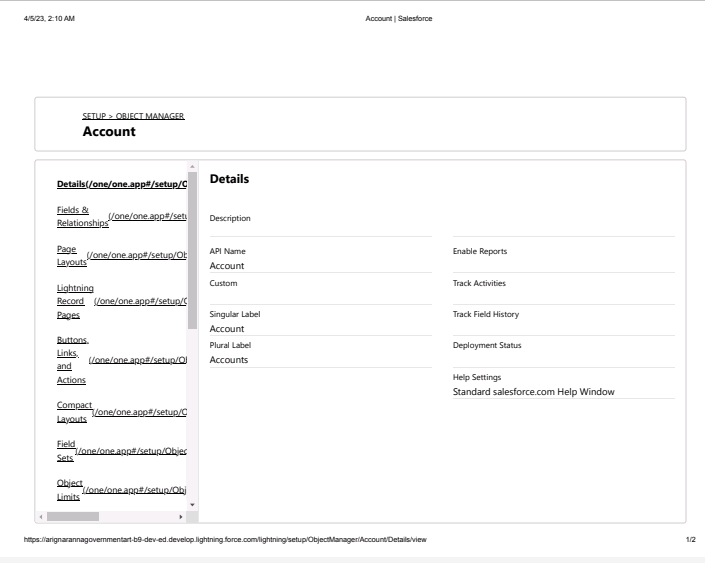 4/5/23, 2:10 AM
Account | Salesforce
SETUP > OBJECT MANAGER
Account
Details(/one/one.app#/setup/O
Fields &
Relationships
(/one/one.app#/setu
Page
Layouts
(/one/one.app#/setup/Ob
Lightning
Record
Pages
(/one/one.app#/setup/O
Buttons,
Links,
and
Actions
(/one/one.app#/setup/Ob
Compact
Layouts
(/one/one.app#/setup/O
Field
Sets
(/one/one.app#/setup/Objec
Object
Limits
(/one/one.app#/setup/Obj
Details
Description
API Name
Account
Custom
Singular Label
Account
Plural Label
Accounts
Enable Reports
Track Activities
Track Field History
Deployment Status
Help Settings
Standard salesforce.com Help Window
https://arignarannagovernmentart-b9-dev-ed.develop.lightning.force.com/lightning/setup/ObjectManager/Account/Details/view
1/2